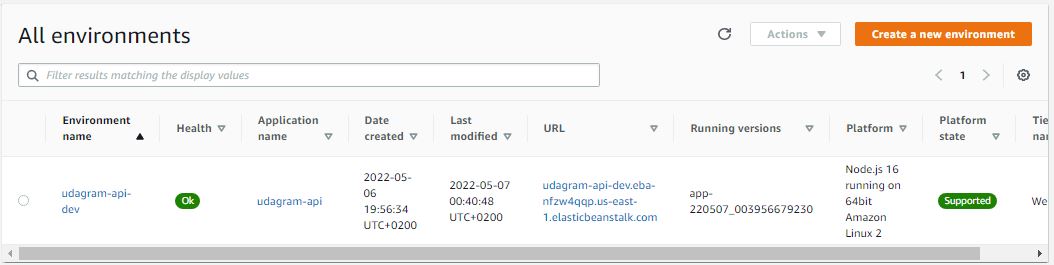 All environments
Actions
Create a new environment
Filter results matching the display values
1
Environment name
Health
Application name
Date created
Last modified
URL
Running versions
Platform
Platform state
Tie
na
udagram-api-
dev
Ok
udagram-api
2022-05-
06
19:56:34
UTC+0200
2022-05-07
00:40:48
UTC+0200
udagram-api-dev.eba-
nfzw4qqp.us-east-
1.elasticbeanstalk.com
app-
220507_003956679230
Node.js 16
running on
64bit
Amazon
Linux 2
Supported
We